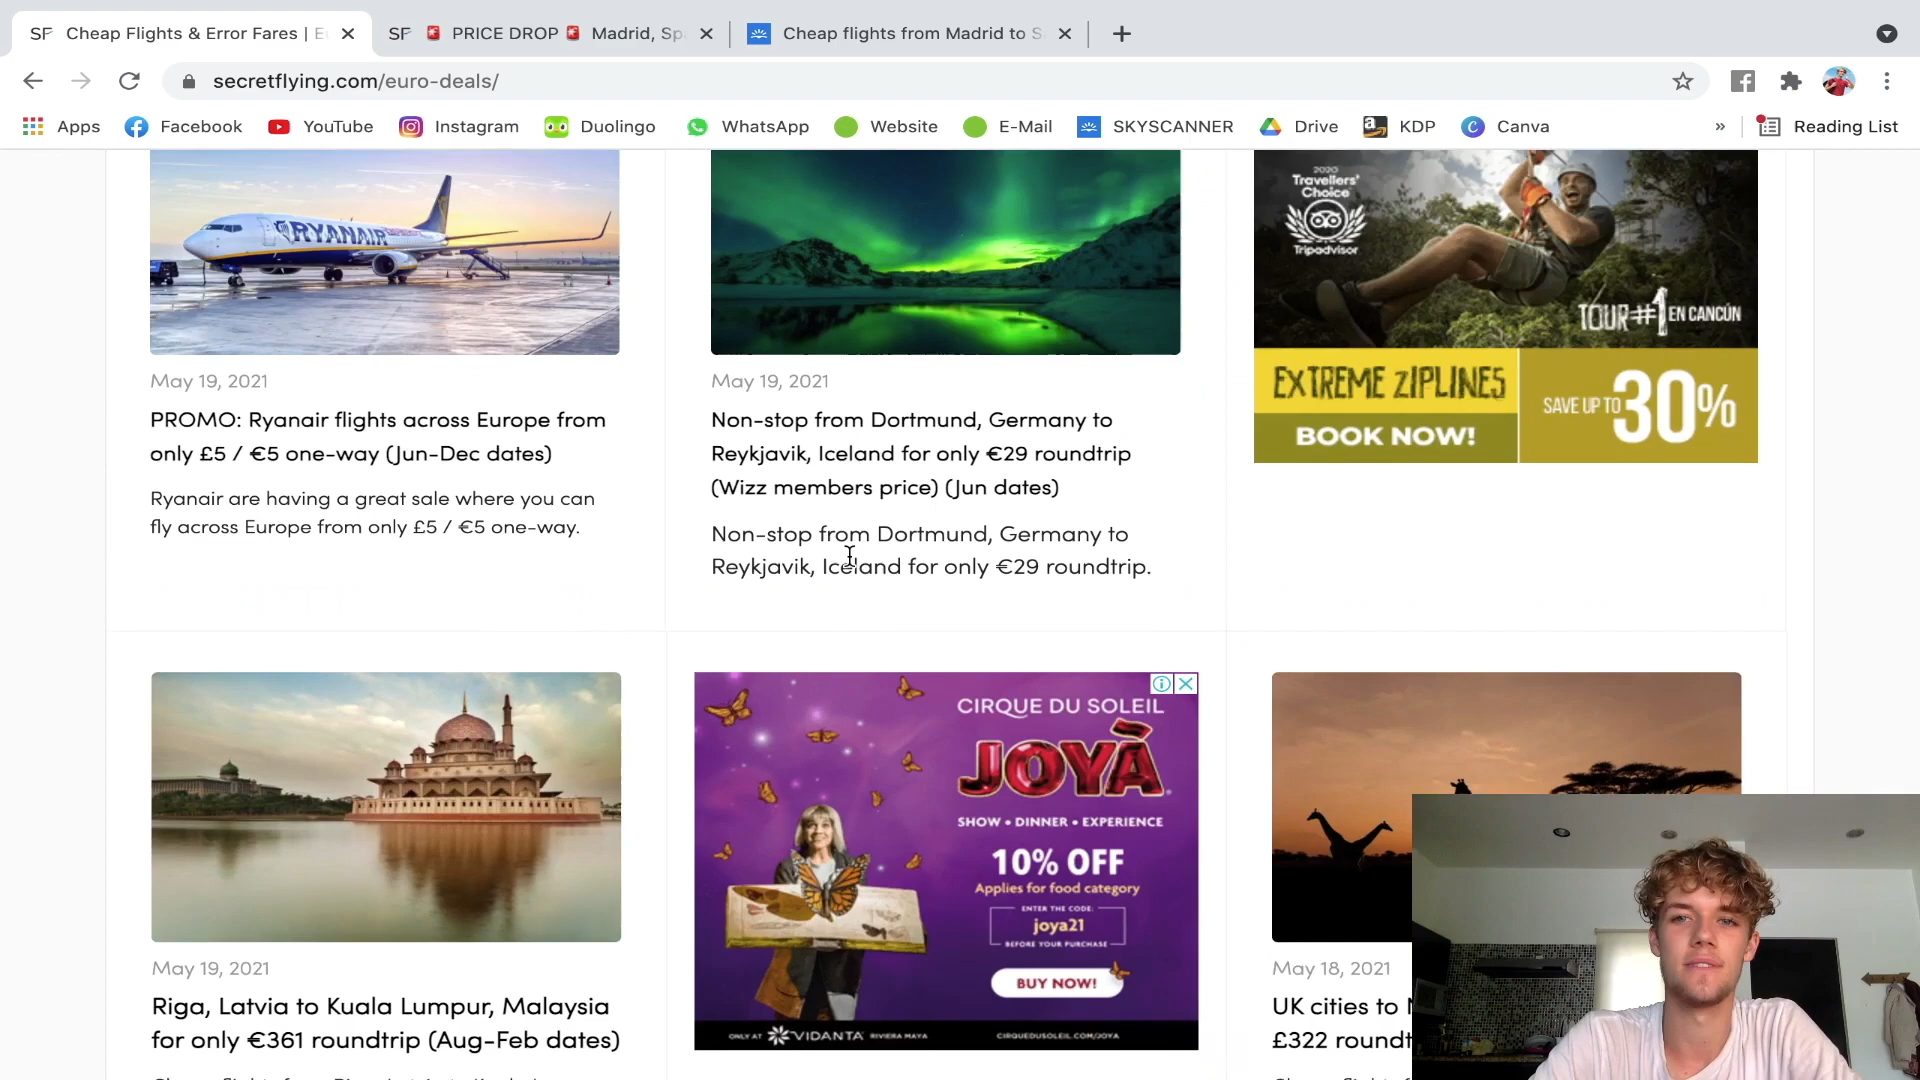 SF Cheap Flights & Error Fares | E
SF PRICE DROP Madrid, Sp
Cheap flights from Madrid to S
secretflying.com/euro-deals/
Apps
Facebook
YouTube
Instagram
Duolingo
WhatsApp
Website
E-Mail
SKYSCANNER
Drive
KDP
Canva
»
Reading List
RYANAIR
2020
Travellers'
Choice
Tripadvisor
TOUR #1 EN CANCÚN
EXTREME ZIPLINES
BOOK NOW!
SAVE UP TO 30%
May 19, 2021
PROMO: Ryanair flights across Europe from
only £5 / €5 one-way (Jun-Dec dates)
Ryanair are having a great sale where you can
fly across Europe from only £5 / €5 one-way.
May 19, 2021
Non-stop from Dortmund, Germany to
Reykjavik, Iceland for only €29 roundtrip
(Wizz members price) (Jun dates)
Non-stop from Dortmund, Germany to
Reykjavik, Iceland for only €29 roundtrip.
May 19, 2021
Riga, Latvia to Kuala Lumpur, Malaysia
for only €361 roundtrip (Aug-Feb dates)
CIRQUE DU SOLEIL
JOYÀ
SHOW • DINNER • EXPERIENCE
10% OFF
Applies for food category
ENTER THE CODE:
joya21
BEFORE YOUR PURCHASE
BUY NOW!
ONLY AT VIDANTA RIVIERA MAYA
CIRQUEDUSOLEIL.COM/JOYA
May 18, 2021
UK cities to
£322 roundt